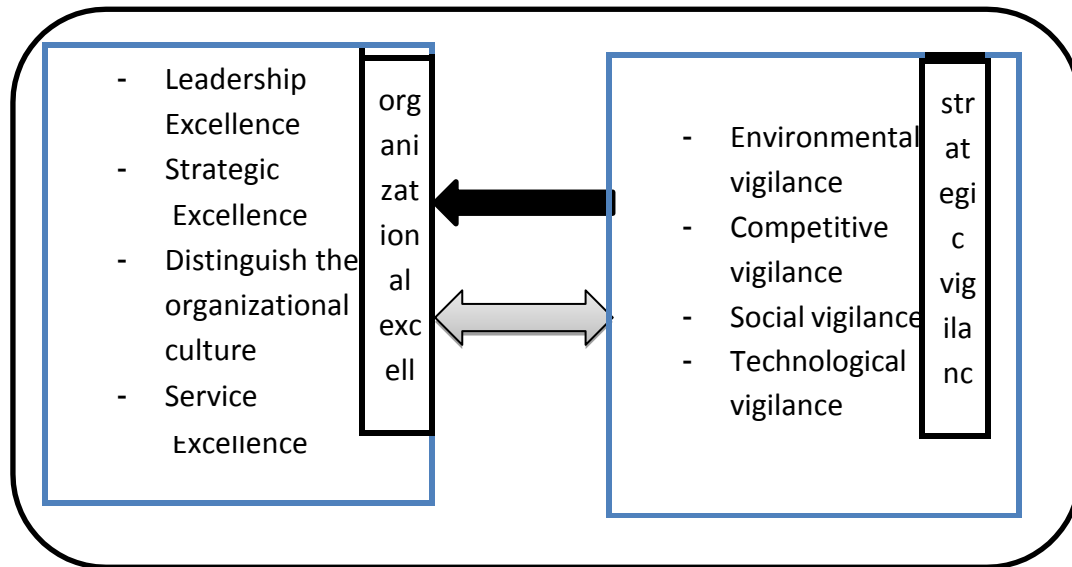 - Leadership
Excellence
- Strategic
Excellence
- Distinguish the
organizational
culture
- Service
Excellence
org
ani
zat
ion
al
exc
ell
- Environmental
vigilance
- Competitive
vigilance
- Social vigilance
- Technological
vigilance
str
at
egi
c
vig
ila
nc